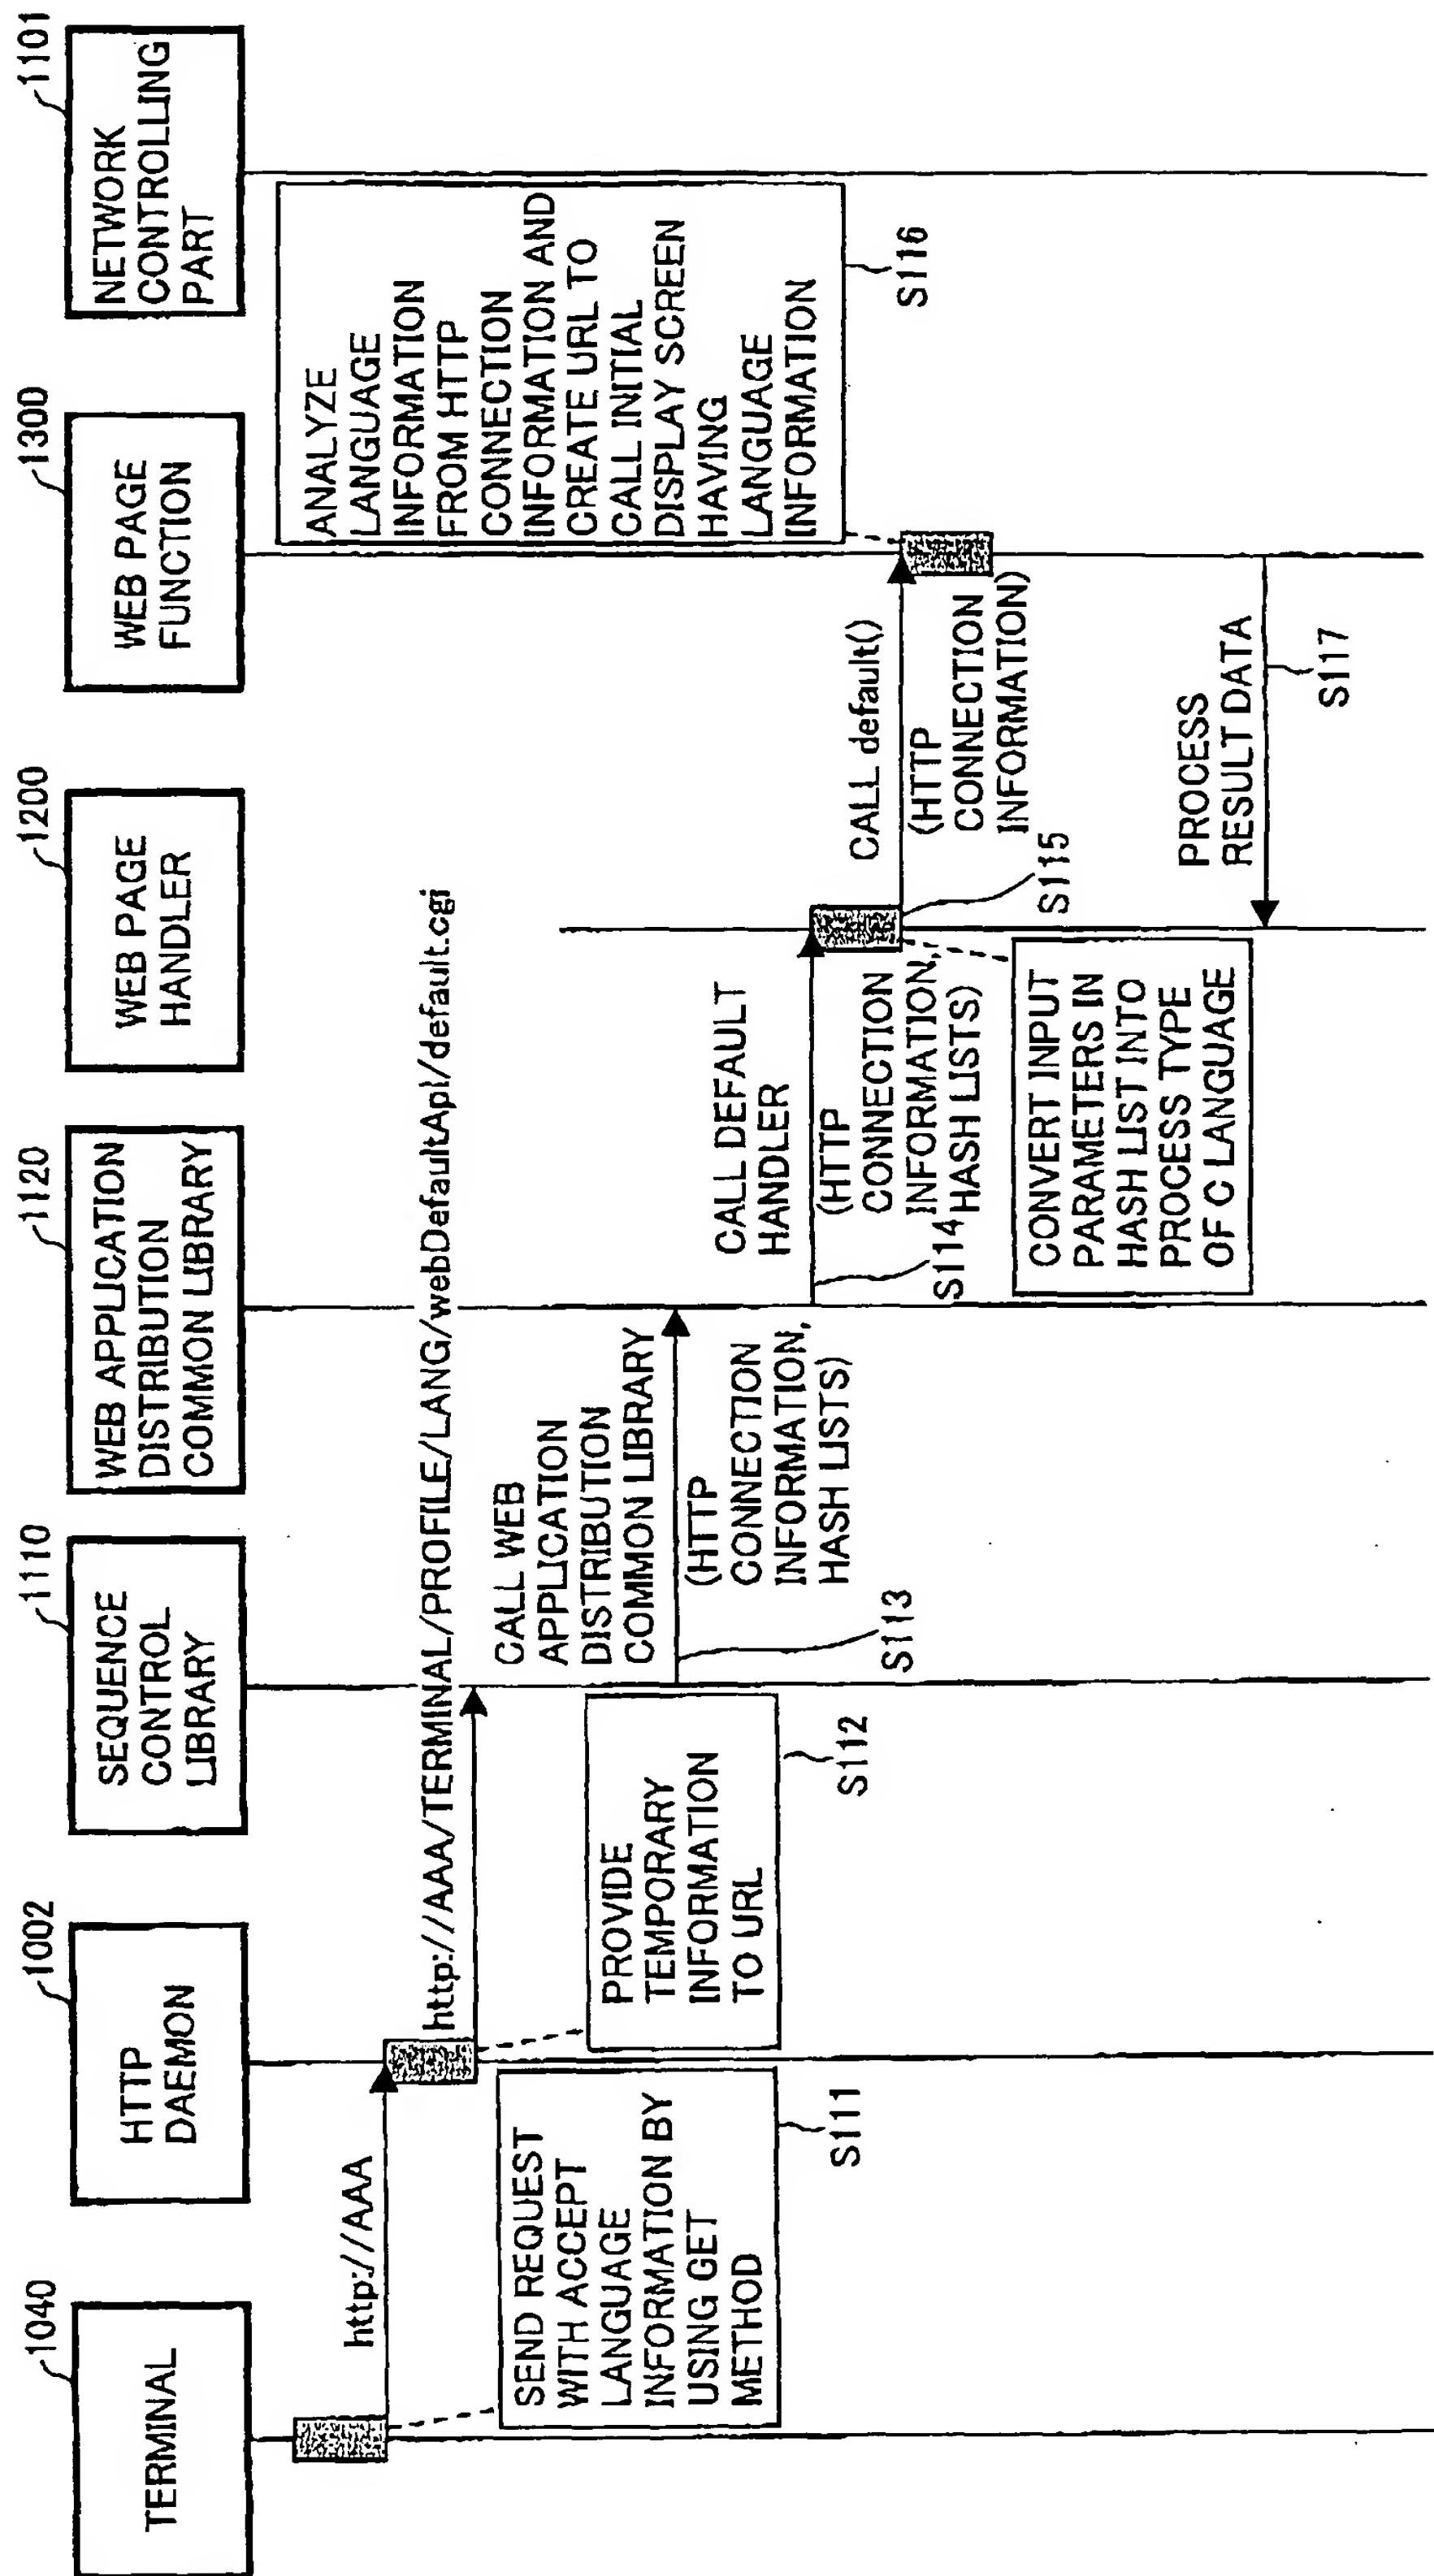 1040
TERMINAL
1002
HTTP
DAEMON
1110
SEQUENCE
CONTROL
LIBRARY
1120
WEB APPLICATION
DISTRIBUTION
COMMON LIBRARY
1200
WEB PAGE
HANDLER
1300
WEB PAGE
FUNCTION
1101
NETWORK
CONTROLLING
PART
http://AAA
SEND REQUEST
WITH ACCEPT
LANGUAGE
INFORMATION BY
USING GET
METHOD
S111
http://AAA/TERMINAL/PROFILE/LANG/webDefaultApl/default.cgi
PROVIDE
TEMPORARY
INFORMATION
TO URL
S112
CALL WEB
APPLICATION
DISTRIBUTION
COMMON LIBRARY
(HTTP
CONNECTION
INFORMATION,
HASH LISTS)
S113
CALL DEFAULT
HANDLER
(HTTP
CONNECTION
INFORMATION,
HASH LISTS)
S114
CONVERT INPUT
PARAMETERS IN
HASH LIST INTO
PROCESS TYPE
OF C LANGUAGE
S115
CALL default()
(HTTP
CONNECTION
INFORMATION)
ANALYZE
LANGUAGE
INFORMATION
FROM HTTP
CONNECTION
INFORMATION AND
CREATE URL TO
CALL INITIAL
DISPLAY SCREEN
HAVING
LANGUAGE
INFORMATION
S116
PROCESS
RESULT DATA
S117